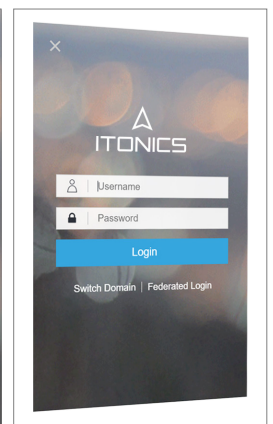 ITONICS
Username
Password
Login
Switch Domain | Federated Login